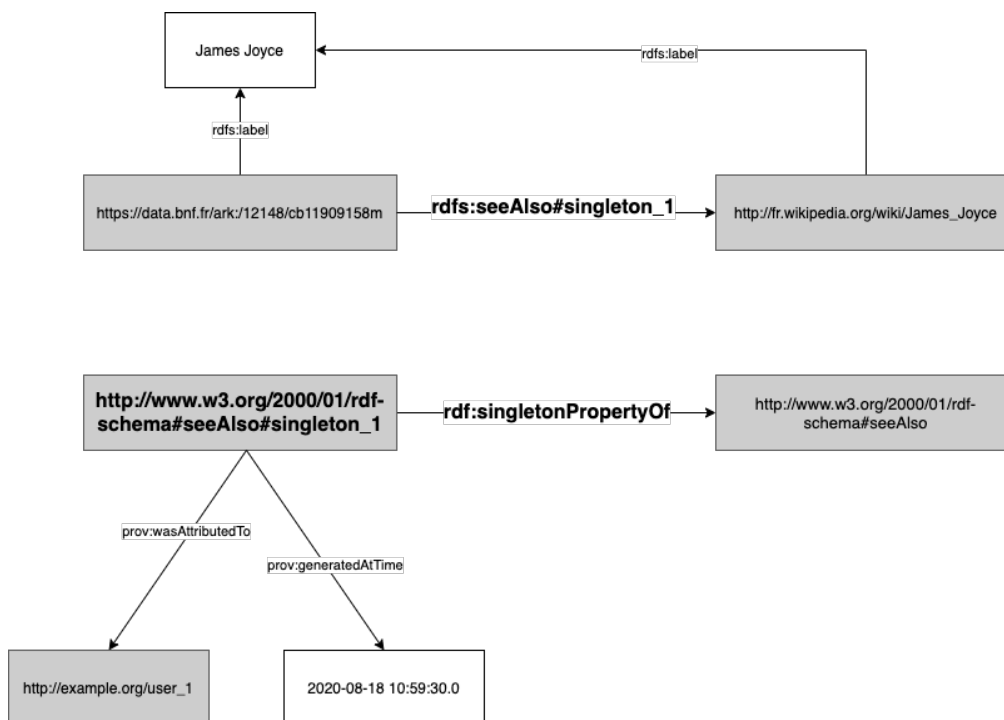 James Joyce
rdfs:label
rdfs:label
https://data.bnf.fr/ark:/12148/cb11909158m
rdfs:seeAlso#singleton_1
http://fr.wikipedia.org/wiki/James_Joyce
http://www.w3.org/2000/01/rdf-
schema#seeAlso#singleton_1
rdf:singletonPropertyOf
http://www.w3.org/2000/01/rdf-
schema#seeAlso
prov:wasAttributedTo
prov:generatedAtTime
http://example.org/user_1
2020-08-18 10:59:30.0